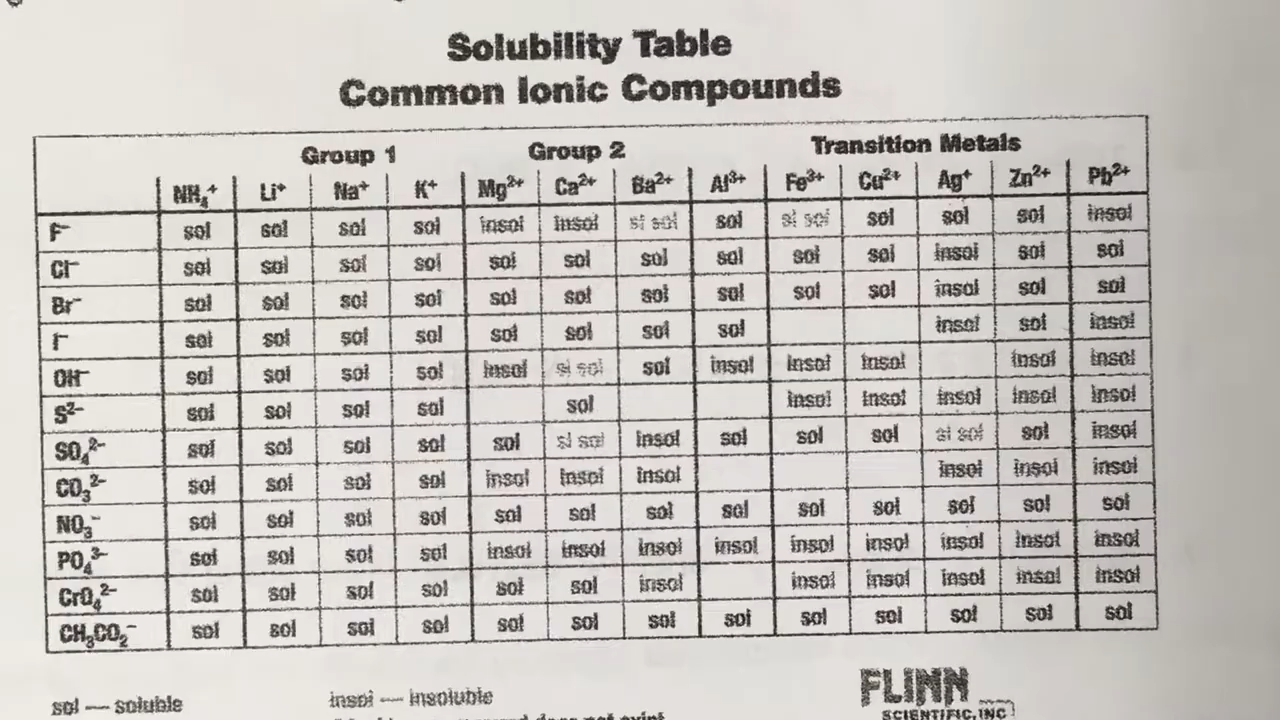 Solubility Table
Common Ionic Compounds
Group 1 Group 2 Transition Metals
NH₄⁺ Li⁺ Na⁺ K⁺ Mg²⁺ Ca²⁺ Ba²⁺ Al³⁺ Fe³⁺ Cu²⁺ Ag⁺ Zn²⁺ Pb²⁺
F⁻ sol sol sol sol insol insol sl sol sol sl sol sol sol sol insol
Cl⁻ sol sol sol sol sol sol sol sol sol sol insol sol sol
Br⁻ sol sol sol sol sol sol sol sol sol sol insol sol sol
I⁻ sol sol sol sol sol sol sol sol insol sol insol
OH⁻ sol sol sol sol insol sl sol sol insol insol insol insol insol
S²⁻ sol sol sol sol sol insol insol insol insol insol
SO₄²⁻ sol sol sol sol sol sl sol insol sol sol sol sl sol sol insol
CO₃²⁻ sol sol sol sol insol insol insol insol insol insol
NO₃⁻ sol sol sol sol sol sol sol sol sol sol sol sol sol
PO₄³⁻ sol sol sol sol insol insol insol insol insol insol insol insol insol
CrO₄²⁻ sol sol sol sol sol sol insol insol insol insol insol insol
CH₃CO₂⁻ sol sol sol sol sol sol sol sol sol sol sol sol sol
sol — soluble insol — insoluble
does not exist
FLINN
SCIENTIFIC, INC